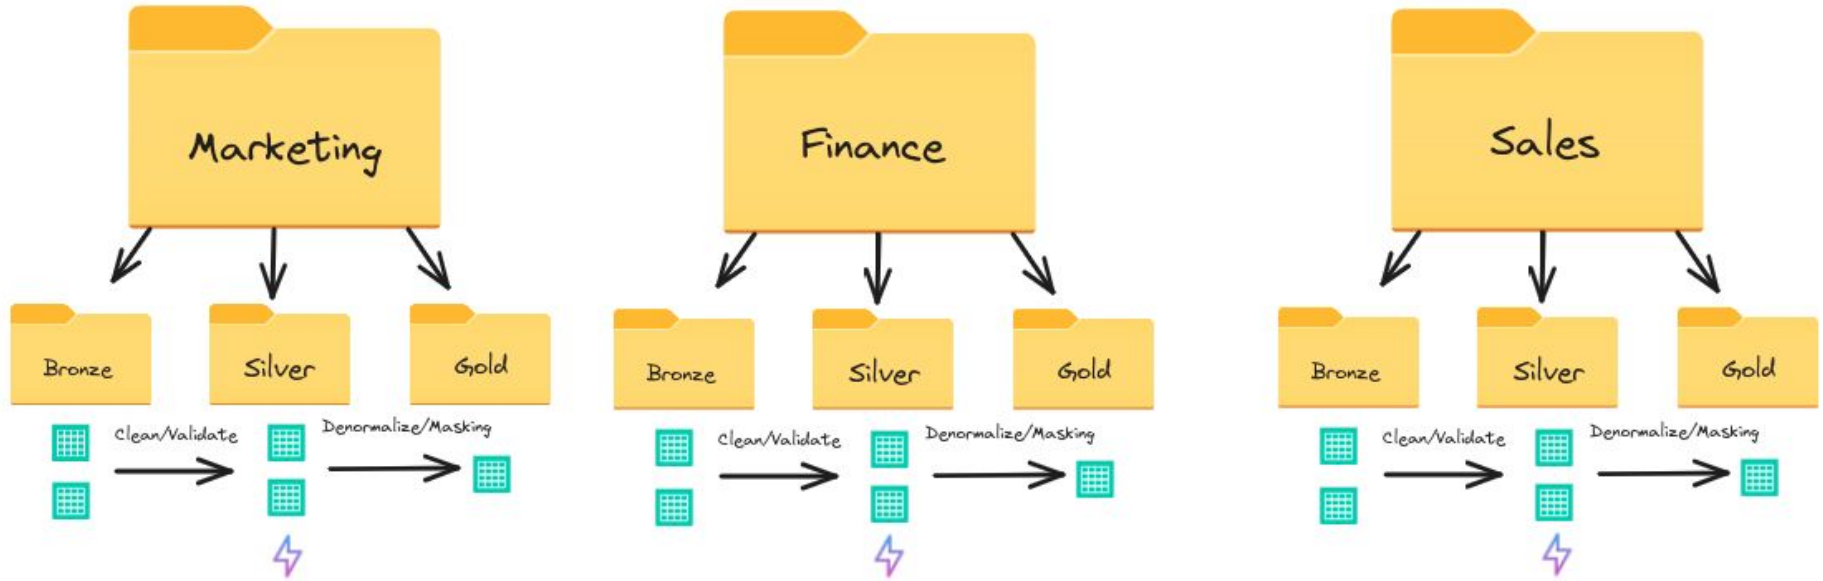 Marketing
Finance
Sales
Bronze
Silver
Gold
Bronze
Silver
Gold
Bronze
Silver
Gold
Clean/Validate
Denormalize/Masking
Clean/Validate
Denormalize/Masking
Clean/Validate
Denormalize/Masking